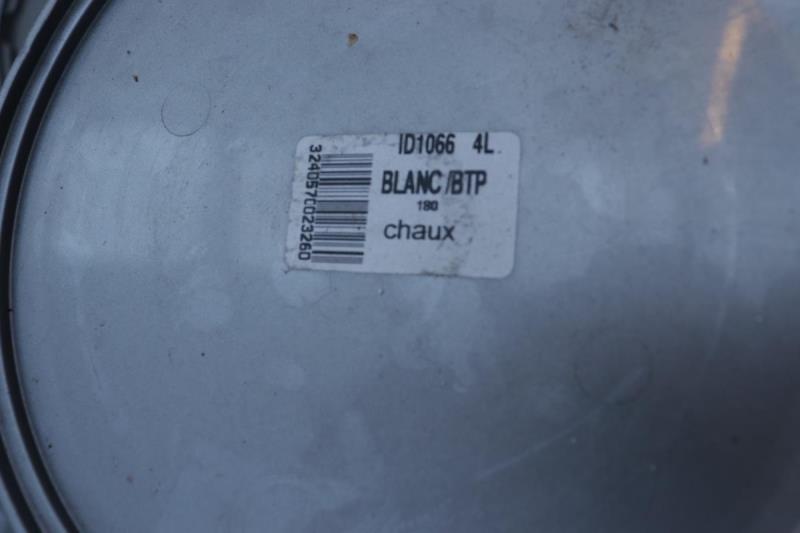 ID1066 4L.
BLANC/BTP
180
chaux
3240570023260